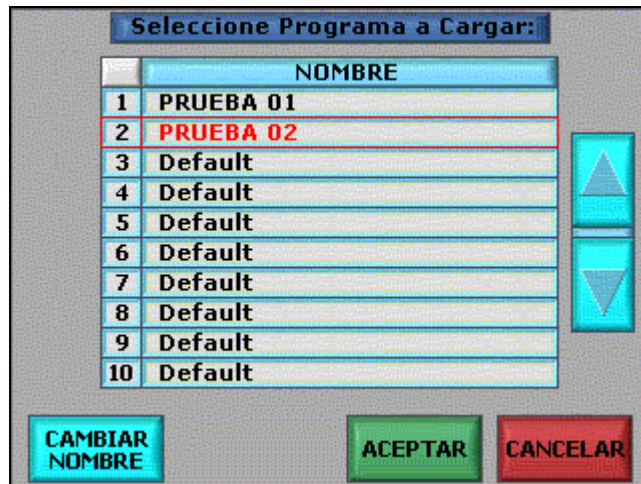 Seleccione Programa a Cargar:
NOMBRE
1 PRUEBA 01
2 PRUEBA 02
3 Default
4 Default
5 Default
6 Default
7 Default
8 Default
9 Default
10 Default
CAMBIAR
NOMBRE
ACEPTAR
CANCELAR